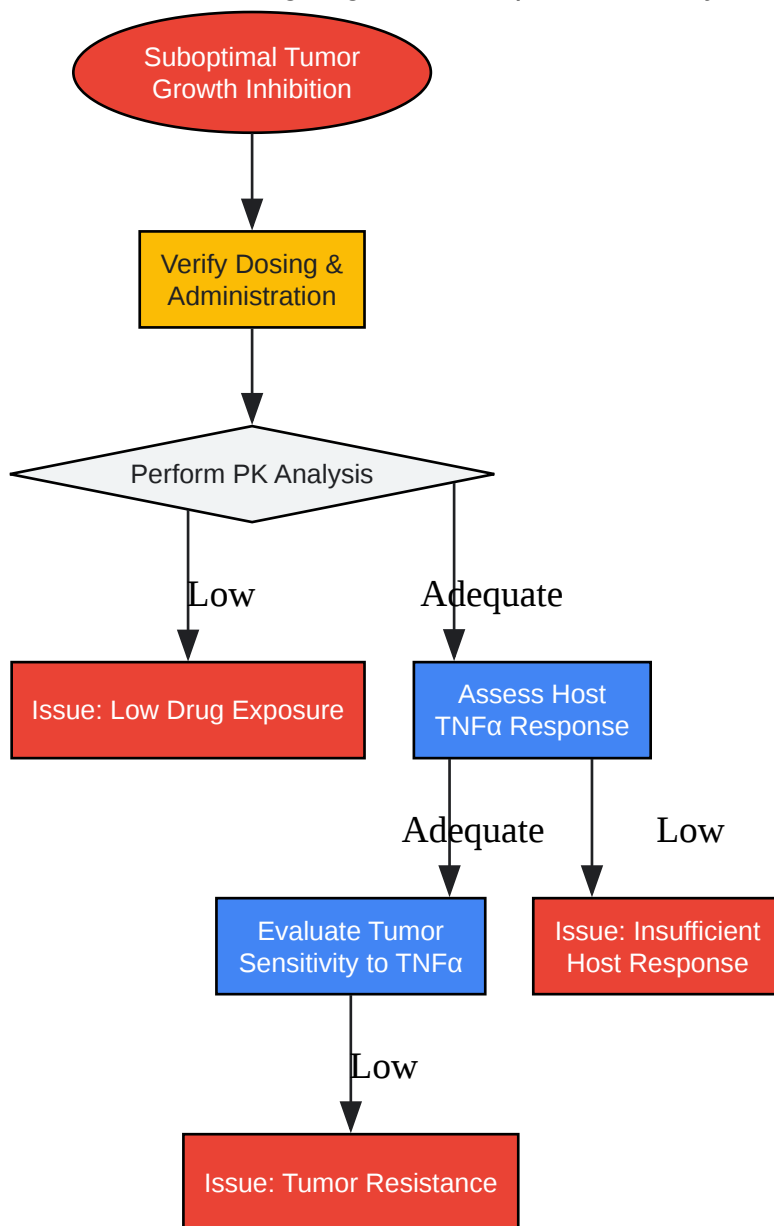 Suboptimal Tumor
Growth Inhibition
Verify Dosing &
Administration
Perform PK Analysis
Low
Adequate
Issue: Low Drug Exposure
Assess Host
TNFα Response
Adequate
Low
Evaluate Tumor
Sensitivity to TNFα
Issue: Insufficient
Host Response
Low
Issue: Tumor Resistance